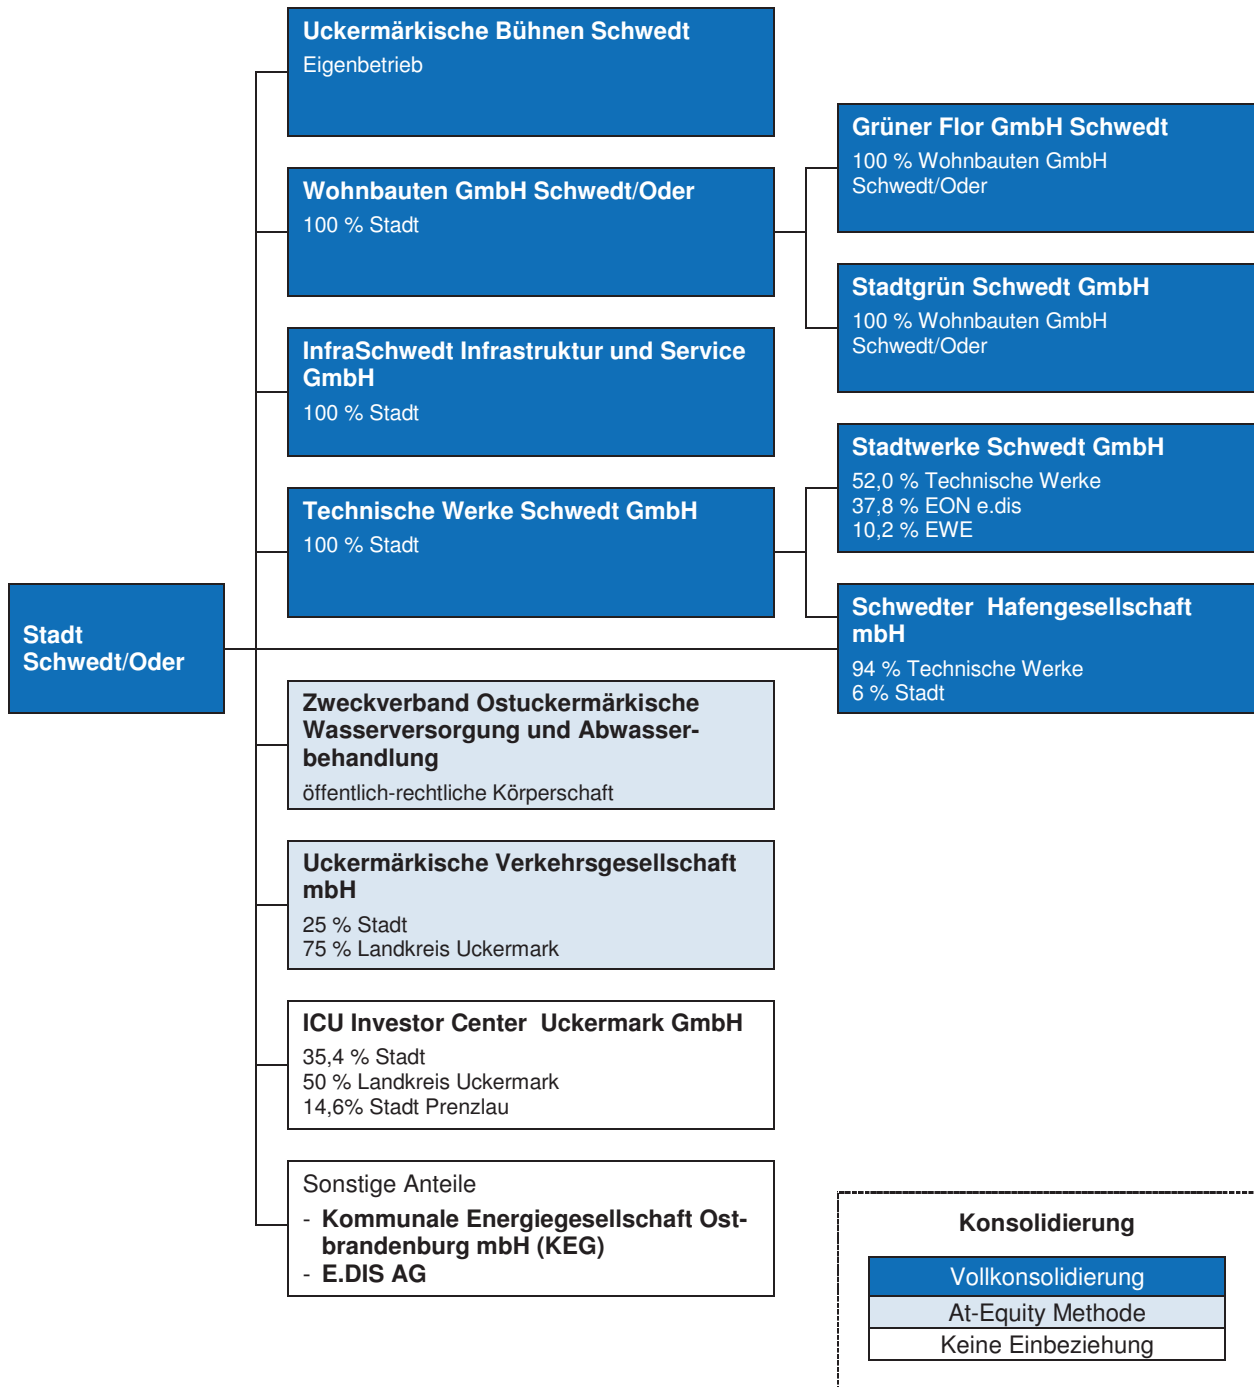 Uckermärkische Bühnen Schwedt
Eigenbetrieb
Wohnbauten GmbH Schwedt/Oder
100 % Stadt
InfraSchwedt Infrastruktur und Service
GmbH
100 % Stadt
Technische Werke Schwedt GmbH
100 % Stadt
Grüner Flor GmbH Schwedt
100 % Wohnbauten GmbH
Schwedt/Oder
Stadtgrün Schwedt GmbH
100 % Wohnbauten GmbH
Schwedt/Oder
Stadtwerke Schwedt GmbH
52,0 % Technische Werke
37,8 % EON e.dis
10,2 % EWE
Schwedter  Hafengesellschaft
mbH
94 % Technische Werke
6 % Stadt
Stadt
Schwedt/Oder
Zweckverband Ostuckermärkische
Wasserversorgung und Abwasser-
behandlung
öffentlich-rechtliche Körperschaft
Uckermärkische Verkehrsgesellschaft
mbH
25 % Stadt
75 % Landkreis Uckermark
ICU Investor Center  Uckermark GmbH
35,4 % Stadt
50 % Landkreis Uckermark
14,6% Stadt Prenzlau
Sonstige Anteile
- Kommunale Energiegesellschaft Ost-
brandenburg mbH (KEG)
- E.DIS AG
Konsolidierung
Vollkonsolidierung
At-Equity Methode
Keine Einbeziehung